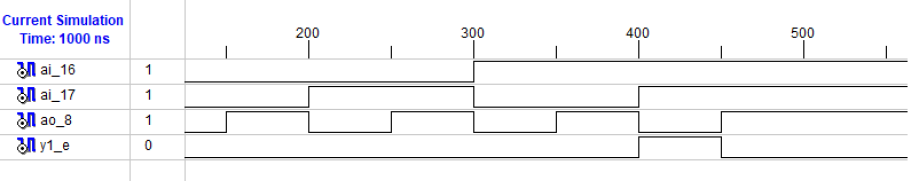 Current Simulation
Time: 1000 ns
200 300 400 500
ai_16 1
ai_17 1
ao_8 1
y1_e 0